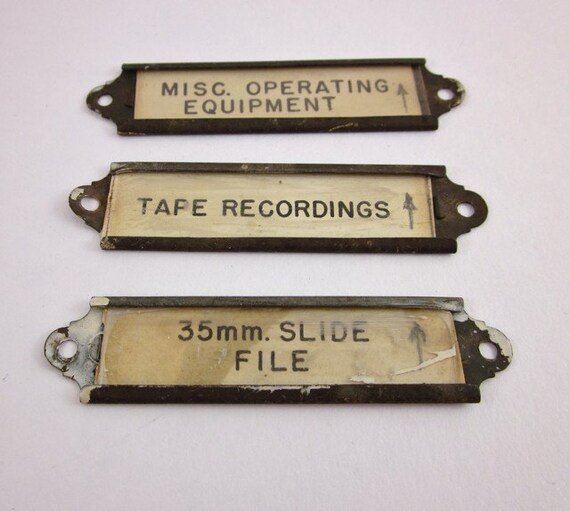 MISC. OPERATING
EQUIPMENT
TAPE RECORDINGS
35mm. SLIDE
FILE